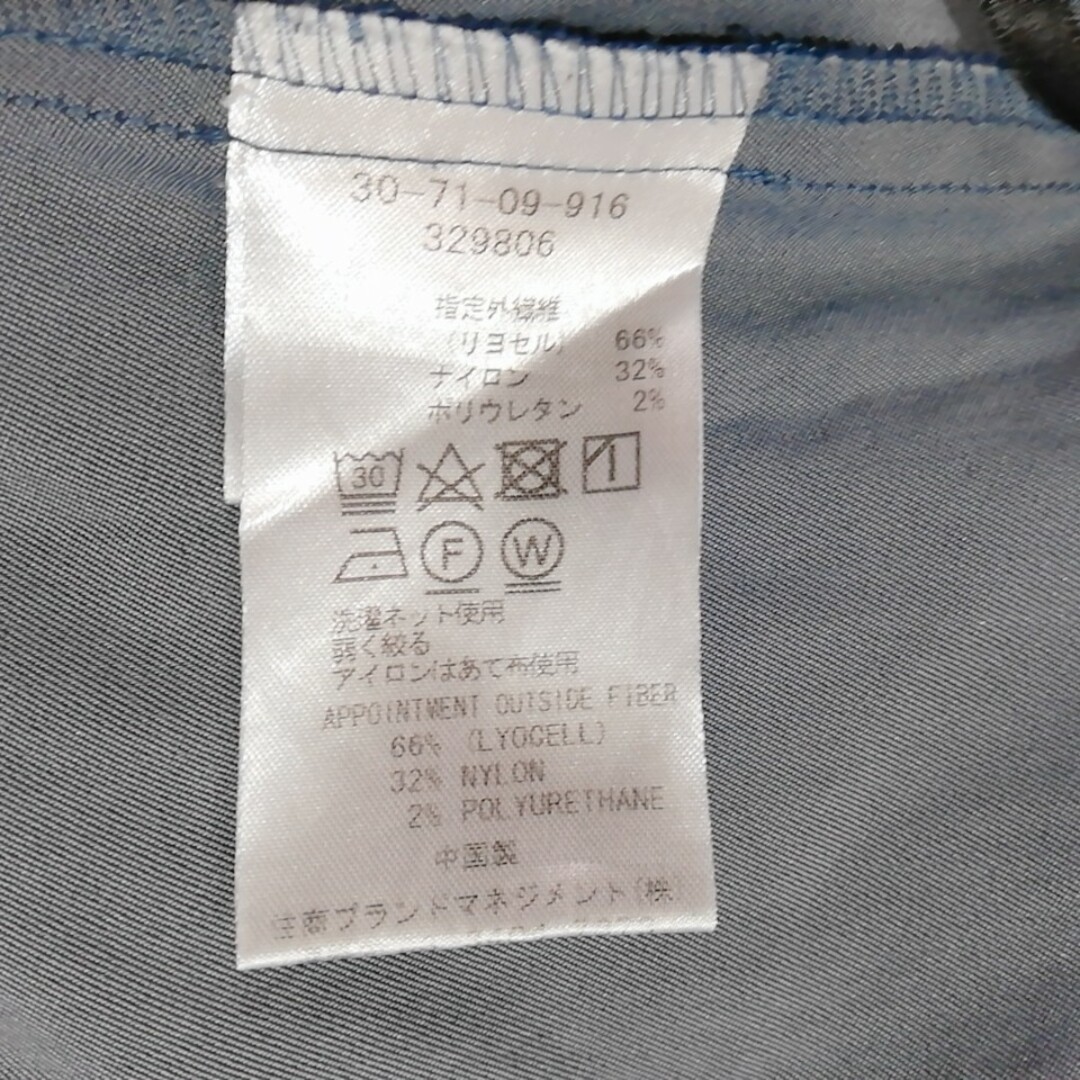 30-71-09-916
329806
指定外繊維
(リヨセル) 66%
ナイロン 32%
ポリウレタン 2%
30
F W
洗濯ネット使用
弱く絞る
アイロンはあて布使用
APPOINTMENT OUTSIDE FIBER
66% (LYOCELL)
32% NYLON
2% POLYURETHANE
中国製
ブランドマネジメント(株)